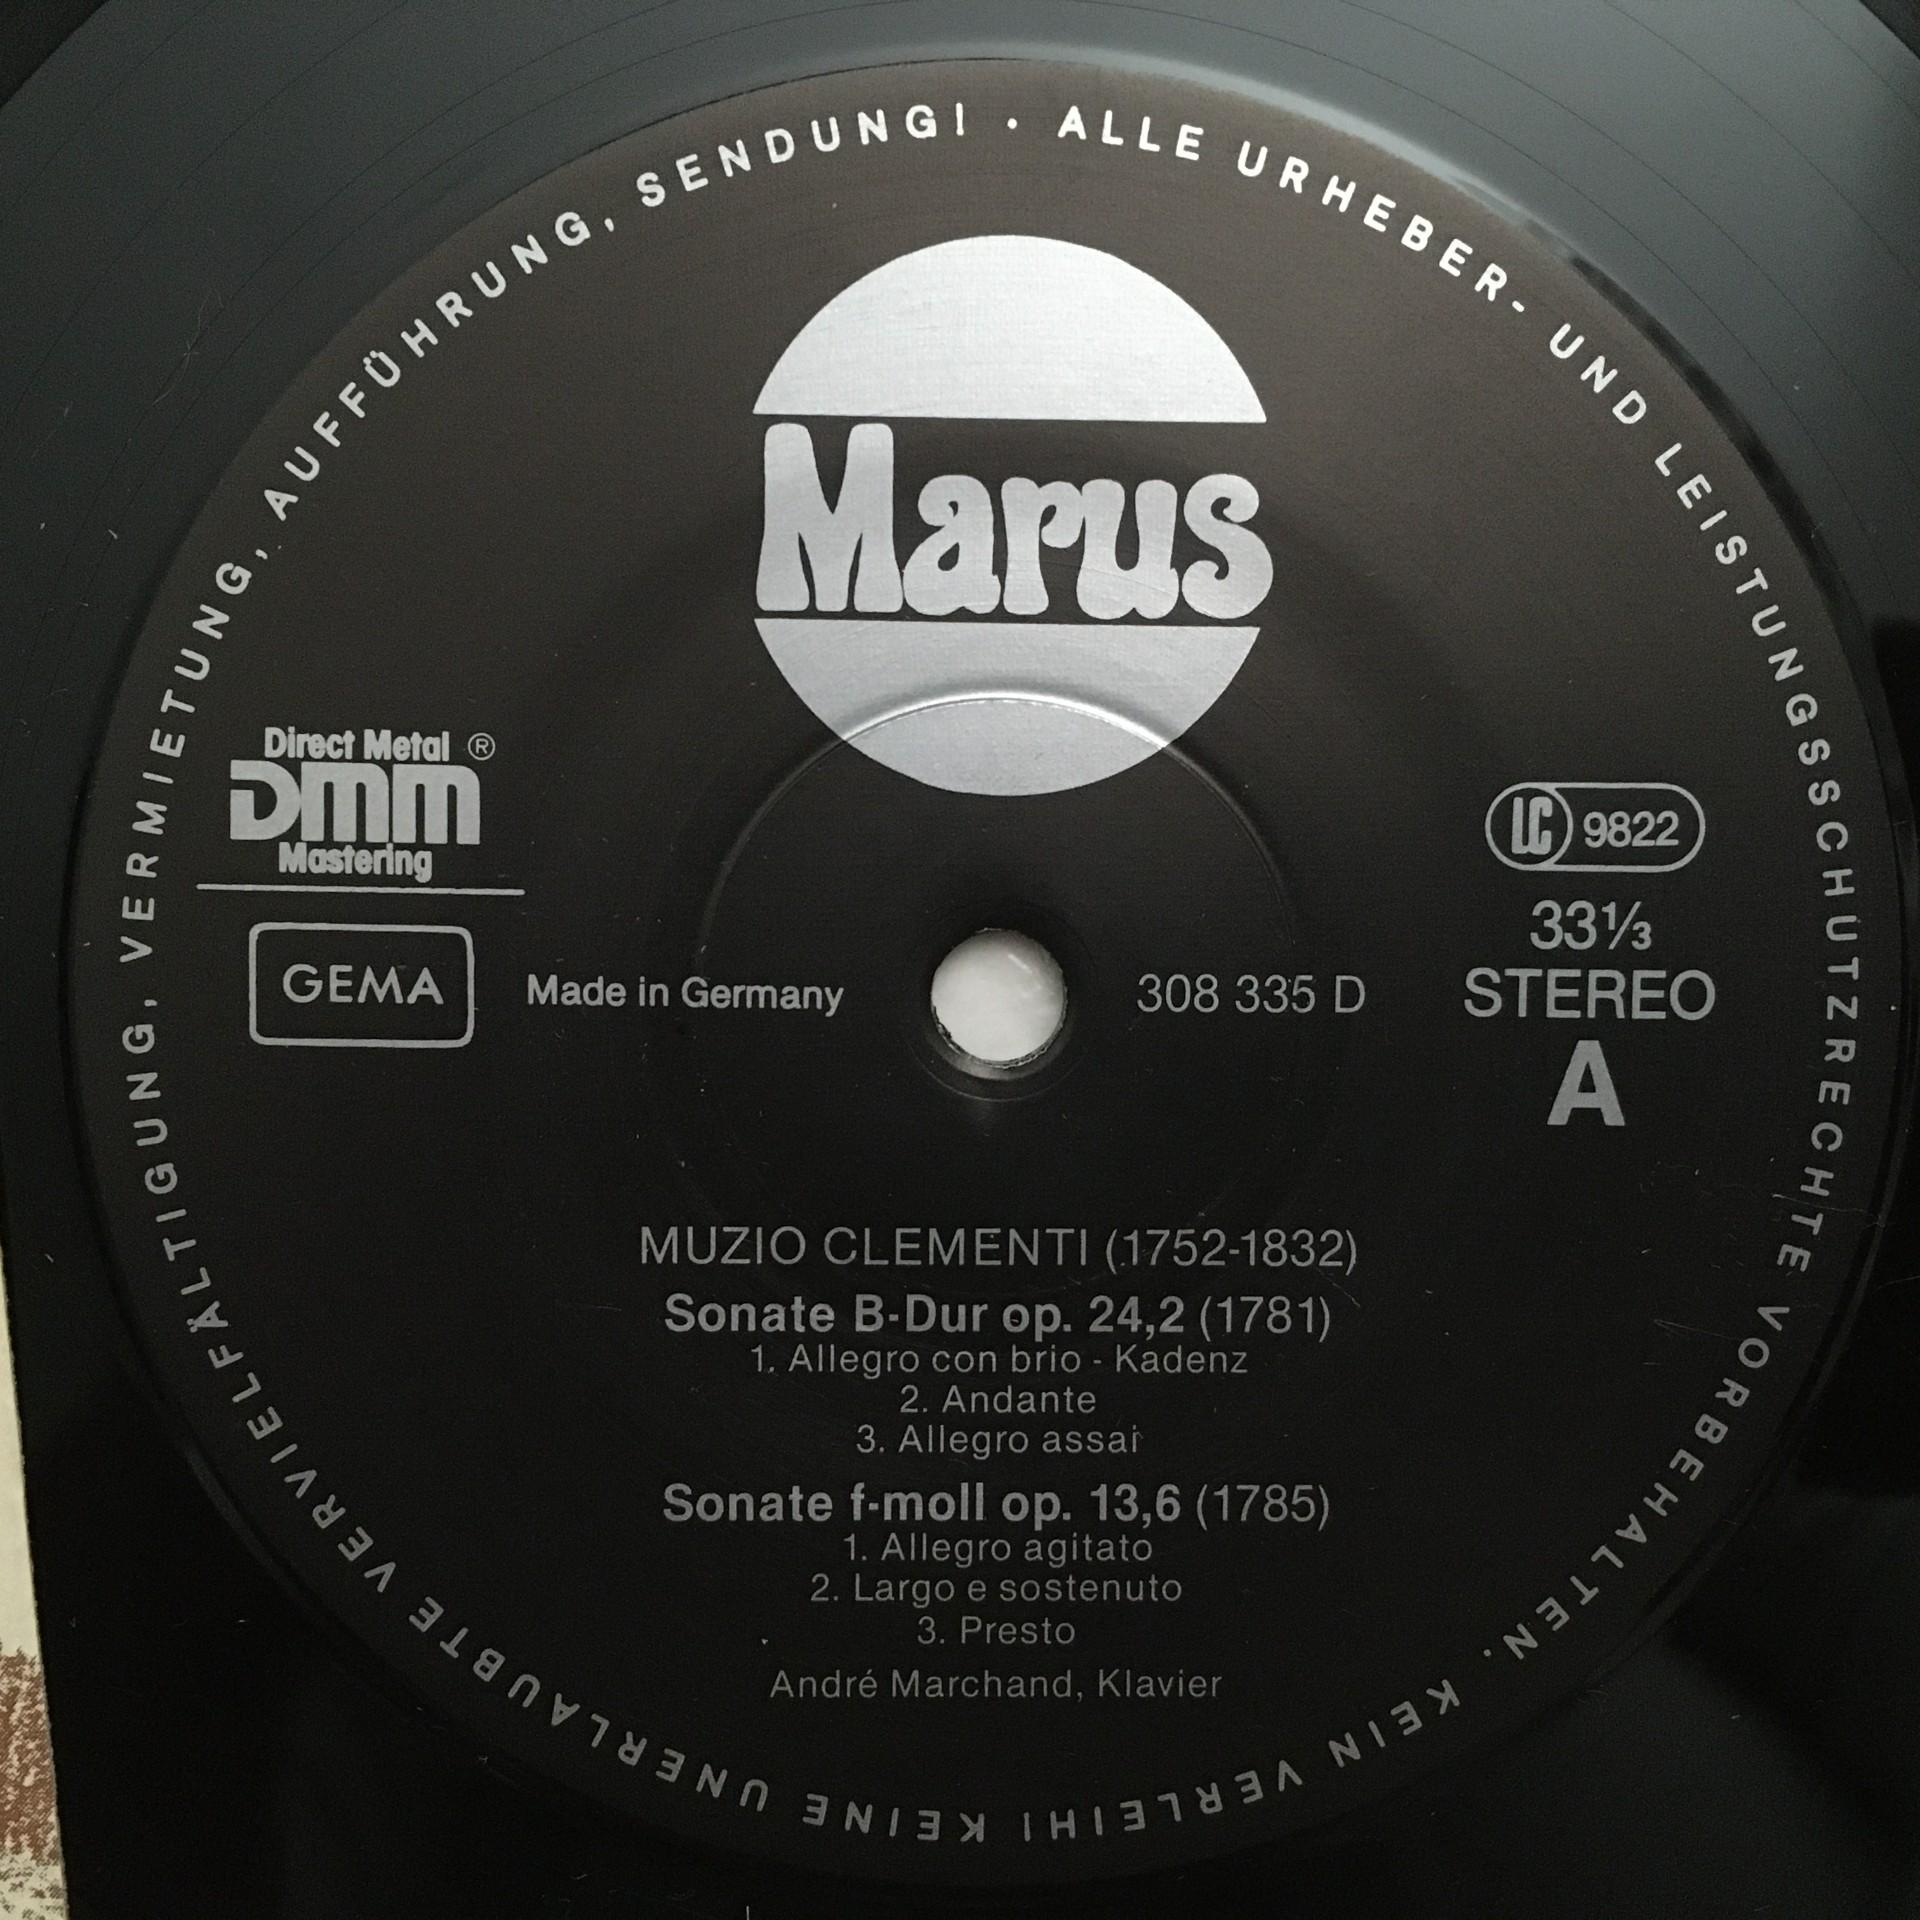 ALLE URHEBER- UND LEISTUNGSSCHUTZRECHTE VORBEHALTEN. KEIN VERLEIH! KEINE UNERLAUBTE VERVIELFÄLTIGUNG, VERMIETUNG, AUFFÜHRUNG, SENDUNG! ·
Marus
Direct Metal ®
DMM
Mastering
GEMA
Made in Germany
308 335 D
LC 9822
33⅓
STEREO
A
MUZIO CLEMENTI (1752-1832)
Sonate B-Dur op. 24,2 (1781)
1. Allegro con brio - Kadenz
2. Andante
3. Allegro assai
Sonate f-moll op. 13,6 (1785)
1. Allegro agitato
2. Largo e sostenuto
3. Presto
André Marchand, Klavier